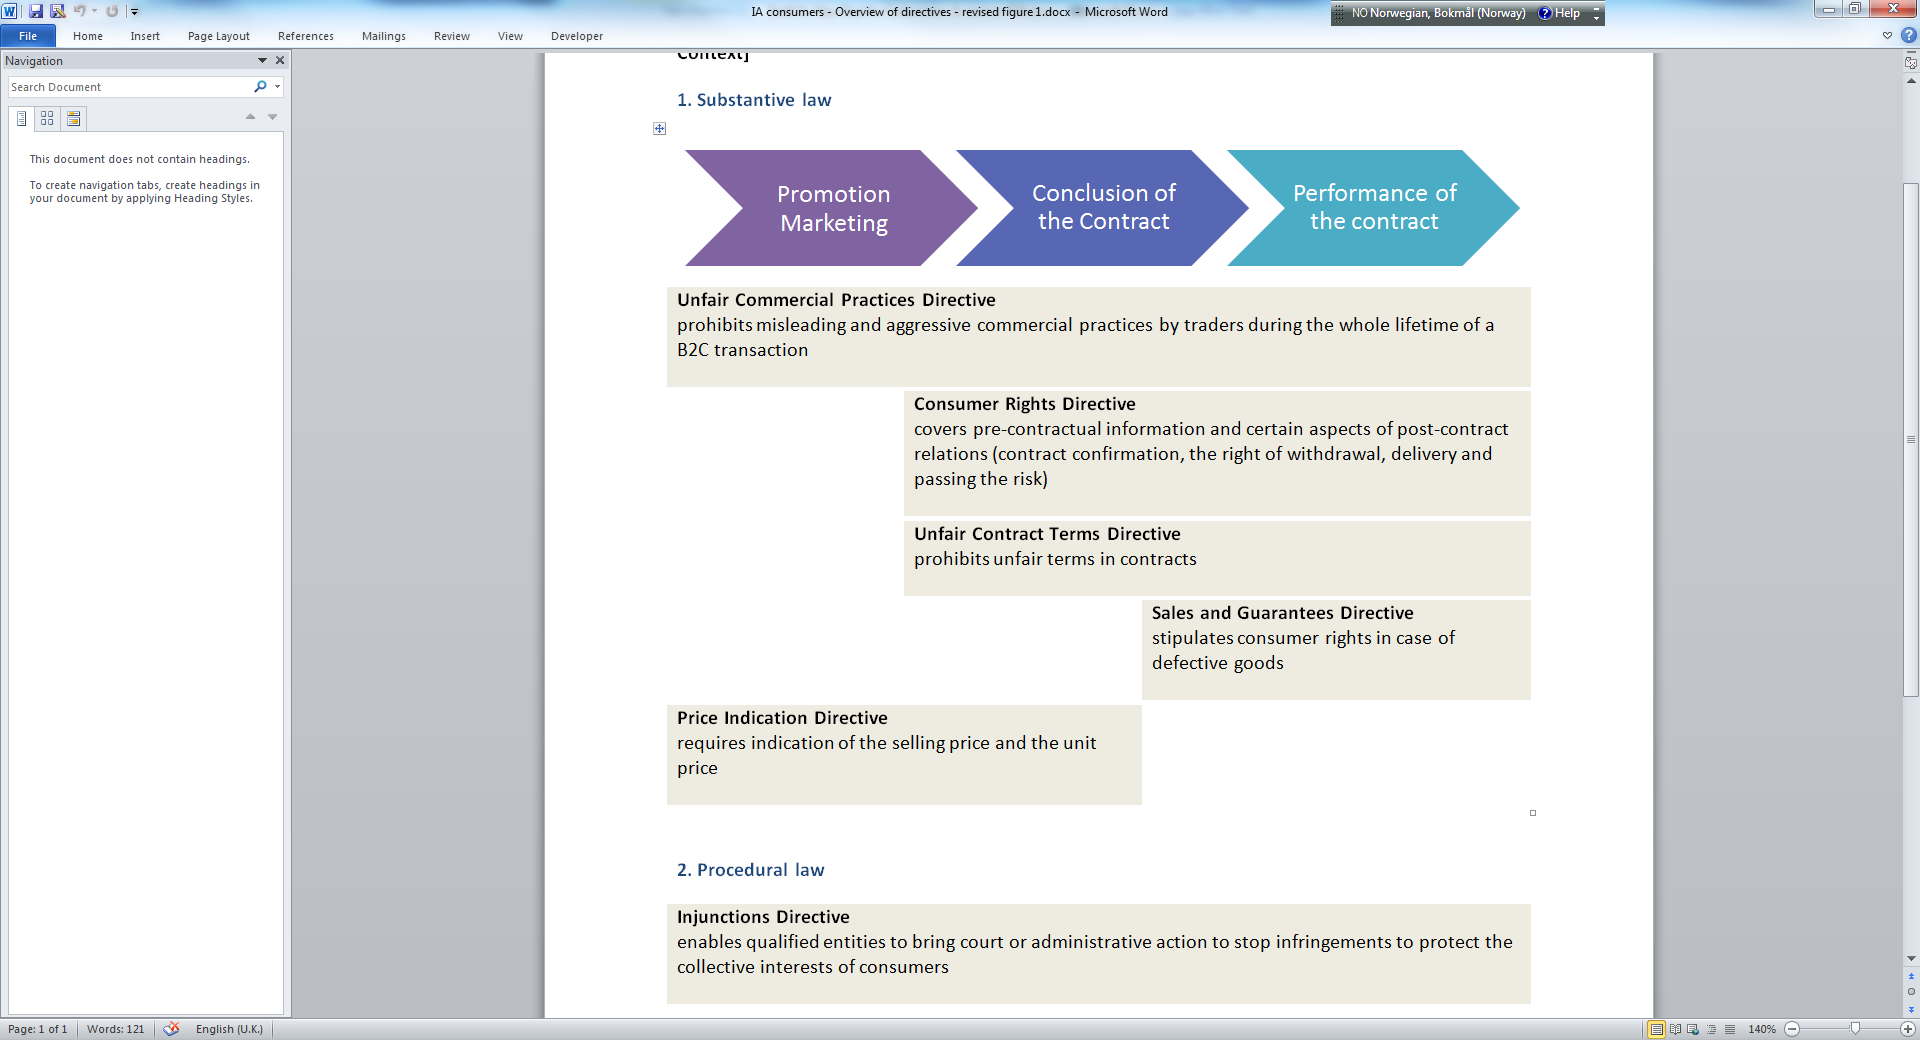 IA consumers - Overview of directives - revised figure 1.docx - Microsoft Word
NO Norwegian, Bokmål (Norway) Help
File Home Insert Page Layout References Mailings Review View Developer
Navigation
Search Document
This document does not contain headings.
To create navigation tabs, create headings in
your document by applying Heading Styles.
Context]
1. Substantive law
Promotion
Marketing
Conclusion of
the Contract
Performance of
the contract
Unfair Commercial Practices Directive
prohibits misleading and aggressive commercial practices by traders during the whole lifetime of a
B2C transaction
Consumer Rights Directive
covers pre-contractual information and certain aspects of post-contract
relations (contract confirmation, the right of withdrawal, delivery and
passing the risk)
Unfair Contract Terms Directive
prohibits unfair terms in contracts
Sales and Guarantees Directive
stipulates consumer rights in case of
defective goods
Price Indication Directive
requires indication of the selling price and the unit
price
2. Procedural law
Injunctions Directive
enables qualified entities to bring court or administrative action to stop infringements to protect the
collective interests of consumers
Page: 1 of 1 Words: 121 English (U.K.) 140%